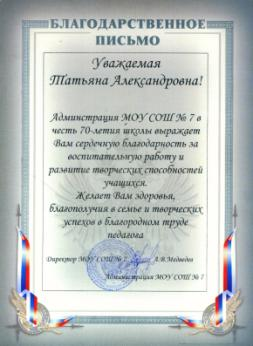 БЛАГОДАРСТВЕННОЕ
ПИСЬМО
Уважаемая
Татьяна Александровна!
Администрация МОУ СОШ № 7 в
честь 70-летия школы выражает
Вам сердечную благодарность за
воспитательную работу и
развитие творческих способностей
учащихся.
Желает Вам здоровья,
благополучия в семье и творческих
успехов в благородном труде
педагога
Директор МОУ СОШ № 7 А.В.Медведев
Администрация МОУ СОШ № 7